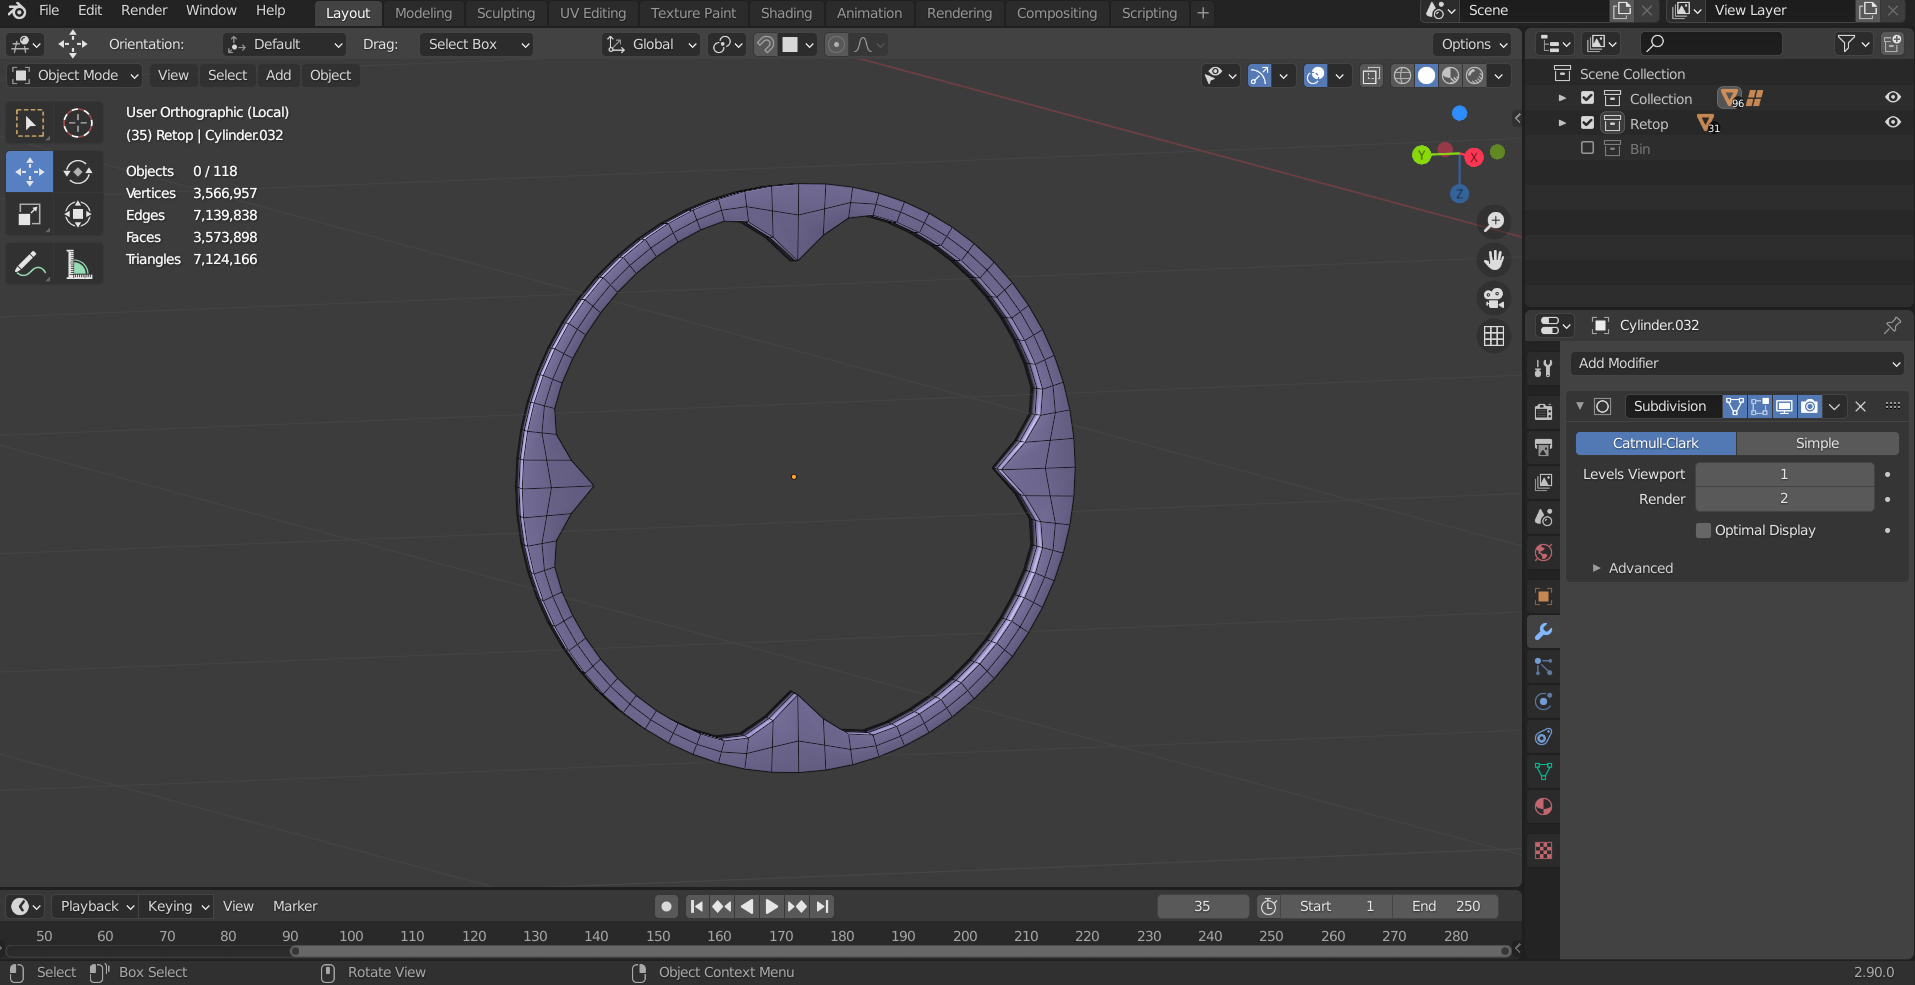 File Edit Render Window Help Layout Modeling Sculpting UV Editing Texture Paint Shading Animation Rendering Compositing Scripting + Scene View Layer
Orientation: Default Drag: Select Box Global Options
Object Mode View Select Add Object
User Orthographic (Local)
(35) Retop | Cylinder.032
Objects 0 / 118
Vertices 3,566,957
Edges 7,139,838
Faces 3,573,898
Triangles 7,124,166
Y X
Z
Scene Collection
Collection 96
Retop 31
Bin
Cylinder.032
Add Modifier
Subdivision
Catmull-Clark Simple
Levels Viewport 1
Render 2
Optimal Display
Advanced
Playback Keying View Marker 35 Start 1 End 250
50 60 70 80 90 100 110 120 130 140 150 160 170 180 190 200 210 220 230 240 250 260 270 280
Select Box Select Rotate View Object Context Menu 2.90.0